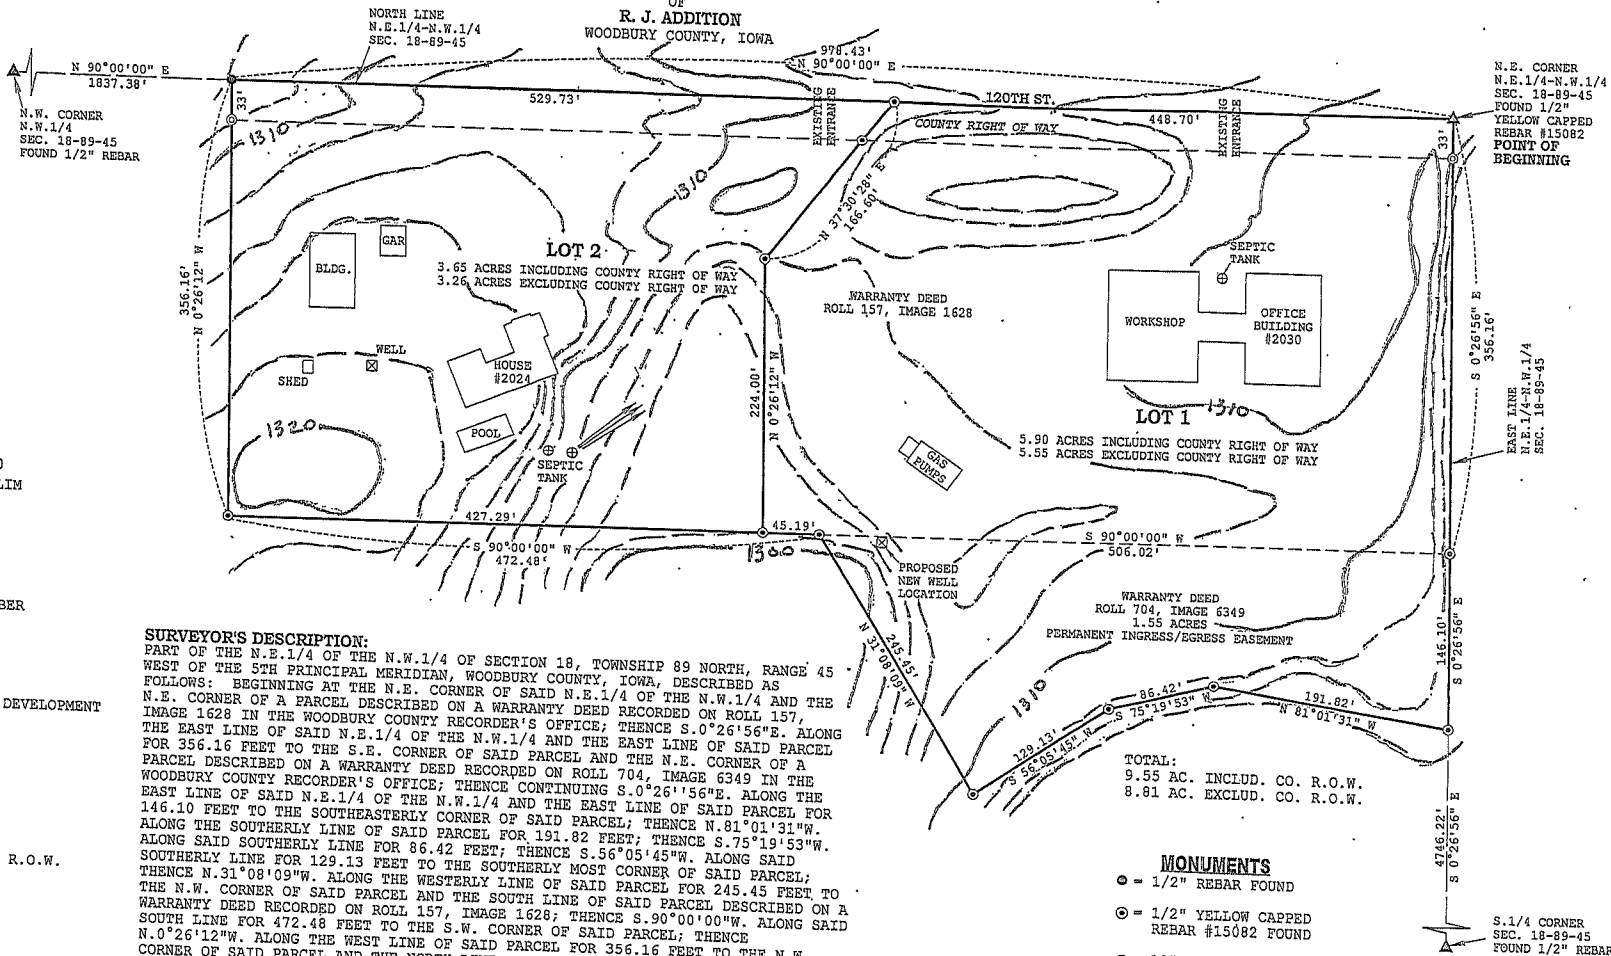 OF
R. J. ADDITION
WOODBURY COUNTY, IOWA
NORTH LINE
N.E.1/4-N.W.1/4
SEC. 18-89-45
978.43'
N 90°00'00" E
N 90°00'00" E
1837.38'
N.W. CORNER
N.W.1/4
SEC. 18-89-45
FOUND 1/2" REBAR
N.E. CORNER
N.E.1/4-N.W.1/4
SEC. 18-89-45
FOUND 1/2"
YELLOW CAPPED
REBAR #15082
POINT OF
BEGINNING
33'
529.73'
EXISTING
ENTRANCE
120TH ST.
COUNTY RIGHT OF WAY
EXISTING
ENTRANCE
448.70'
33'
1310
1310
N 37°30'28" E
166.60'
GAR
BLDG.
LOT 2
3.65 ACRES INCLUDING COUNTY RIGHT OF WAY
3.26 ACRES EXCLUDING COUNTY RIGHT OF WAY
WARRANTY DEED
ROLL 157, IMAGE 1628
SEPTIC
TANK
WORKSHOP
OFFICE
BUILDING
#2030
356.16'
N 0°26'12" W
S 0°26'56" E
356.16'
WELL
SHED
HOUSE
#2024
224.00'
N 0°26'12" W
EAST LINE
N.E.1/4-N.W.1/4
SEC. 18-89-45
1310
LOT 1
5.90 ACRES INCLUDING COUNTY RIGHT OF WAY
5.55 ACRES EXCLUDING COUNTY RIGHT OF WAY
1320
POOL
SEPTIC
TANK
GAS
PUMPS
LIM
427.29'
45.19'
S 90°00'00" W
472.48'
1300
S 90°00'00" W
506.02'
PROPOSED
NEW WELL
LOCATION
WARRANTY DEED
ROLL 704, IMAGE 6349
1.55 ACRES
PERMANENT INGRESS/EGRESS EASEMENT
BER
245.45'
N 31°08'09" W
146.10'
S 0°26'56" E
1310
86.42'
S 75°19'53" W
191.82'
N 81°01'31" W
129.13'
S 56°05'45" W
TOTAL:
9.55 AC. INCLUD. CO. R.O.W.
8.81 AC. EXCLUD. CO. R.O.W.
DEVELOPMENT
R.O.W.
SURVEYOR'S DESCRIPTION:
PART OF THE N.E.1/4 OF THE N.W.1/4 OF SECTION 18, TOWNSHIP 89 NORTH, RANGE 45
WEST OF THE 5TH PRINCIPAL MERIDIAN, WOODBURY COUNTY, IOWA, DESCRIBED AS
FOLLOWS: BEGINNING AT THE N.E. CORNER OF SAID N.E.1/4 OF THE N.W.1/4 AND THE
N.E. CORNER OF A PARCEL DESCRIBED ON A WARRANTY DEED RECORDED ON ROLL 157,
IMAGE 1628 IN THE WOODBURY COUNTY RECORDER'S OFFICE; THENCE S.0°26'56"E. ALONG
THE EAST LINE OF SAID N.E.1/4 OF THE N.W.1/4 AND THE EAST LINE OF SAID PARCEL
FOR 356.16 FEET TO THE S.E. CORNER OF SAID PARCEL AND THE N.E. CORNER OF A
PARCEL DESCRIBED ON A WARRANTY DEED RECORDED ON ROLL 704, IMAGE 6349 IN THE
WOODBURY COUNTY RECORDER'S OFFICE; THENCE CONTINUING S.0°26''56"E. ALONG THE
EAST LINE OF SAID N.E.1/4 OF THE N.W.1/4 AND THE EAST LINE OF SAID PARCEL FOR
146.10 FEET TO THE SOUTHEASTERLY CORNER OF SAID PARCEL; THENCE N.81°01'31"W.
ALONG THE SOUTHERLY LINE OF SAID PARCEL FOR 191.82 FEET; THENCE S.75°19'53"W.
ALONG SAID SOUTHERLY LINE FOR 86.42 FEET; THENCE S.56°05'45"W. ALONG SAID
SOUTHERLY LINE FOR 129.13 FEET TO THE SOUTHERLY MOST CORNER OF SAID PARCEL;
THENCE N.31°08'09"W. ALONG THE WESTERLY LINE OF SAID PARCEL FOR 245.45 FEET TO
THE N.W. CORNER OF SAID PARCEL AND THE SOUTH LINE OF SAID PARCEL DESCRIBED ON A
WARRANTY DEED RECORDED ON ROLL 157, IMAGE 1628; THENCE S.90°00'00"W. ALONG SAID
SOUTH LINE FOR 472.48 FEET TO THE S.W. CORNER OF SAID PARCEL; THENCE
N.0°26'12"W. ALONG THE WEST LINE OF SAID PARCEL FOR 356.16 FEET TO THE N.W.
CORNER OF SAID PARCEL AND THE NORTH
MONUMENTS
= 1/2" REBAR FOUND
= 1/2" YELLOW CAPPED
REBAR #15082 FOUND
4746.22'
S 0°26'56" E
S.1/4 CORNER
SEC. 18-89-45
FOUND 1/2" REBAR